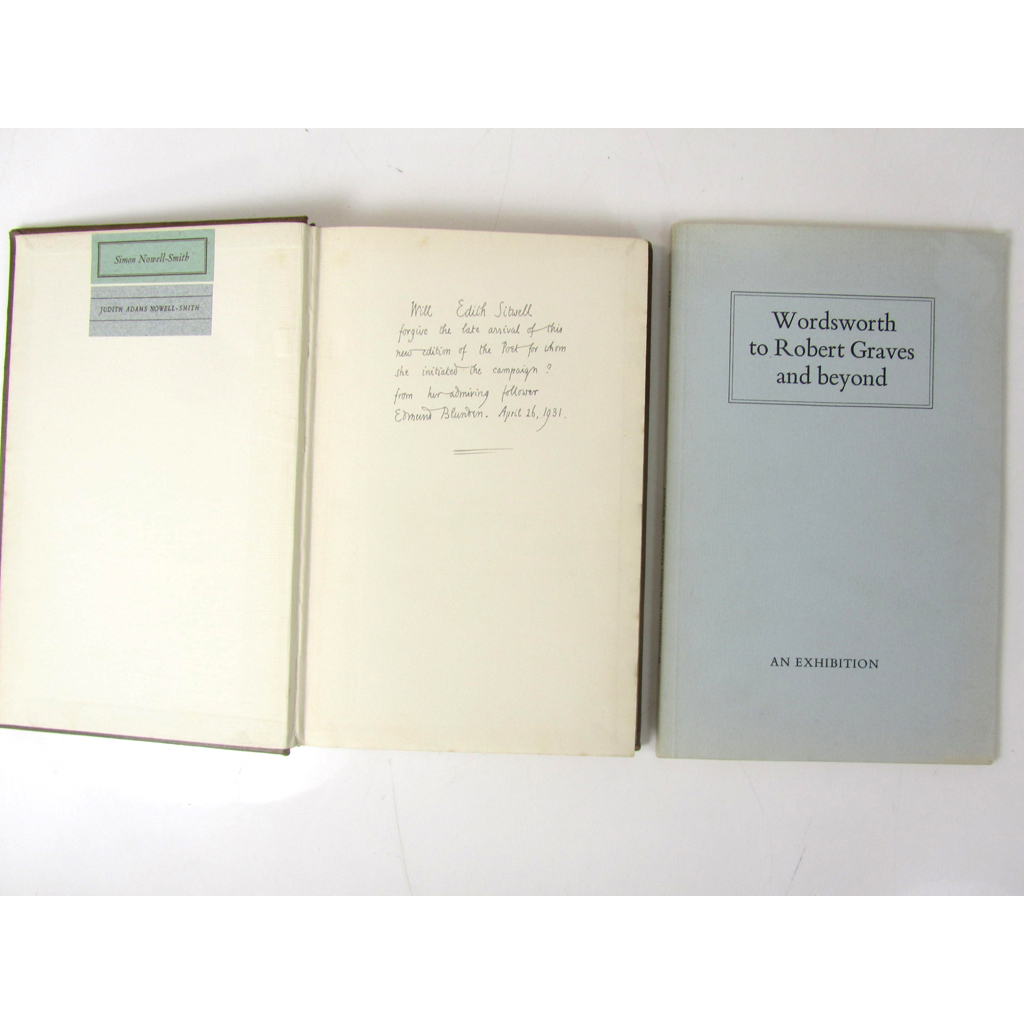 Simon Nowell-Smith
JUDITH ADAMS NOWELL-SMITH
Will Edith Sitwell
forgive the late arrival of this
new edition of the Poet for whom
she initiated the campaign?
from her admiring follower
Edmund Blunden. April 26, 1931.
Wordsworth
to Robert Graves
and beyond
AN EXHIBITION